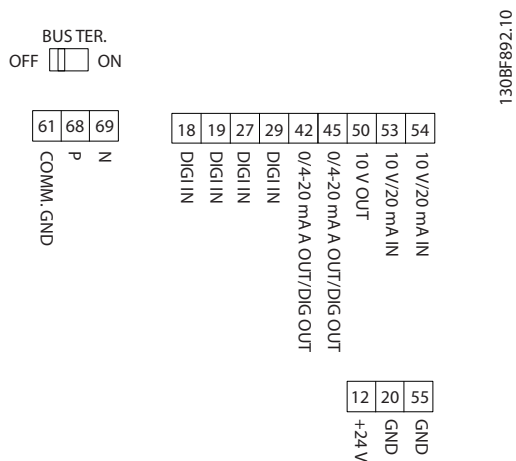 130BF892.10
BUS TER.
OFF ON
61 68 69
COMM. GND
P
N
18 19 27 29 42 45 50 53 54
DIGI IN
DIGI IN
DIGI IN
DIGI IN
0/4-20 mA A OUT/DIG OUT
0/4-20 mA A OUT/DIG OUT
10 V OUT
10 V/20 mA IN
10 V/20 mA IN
12 20 55
+24 V
GND
GND